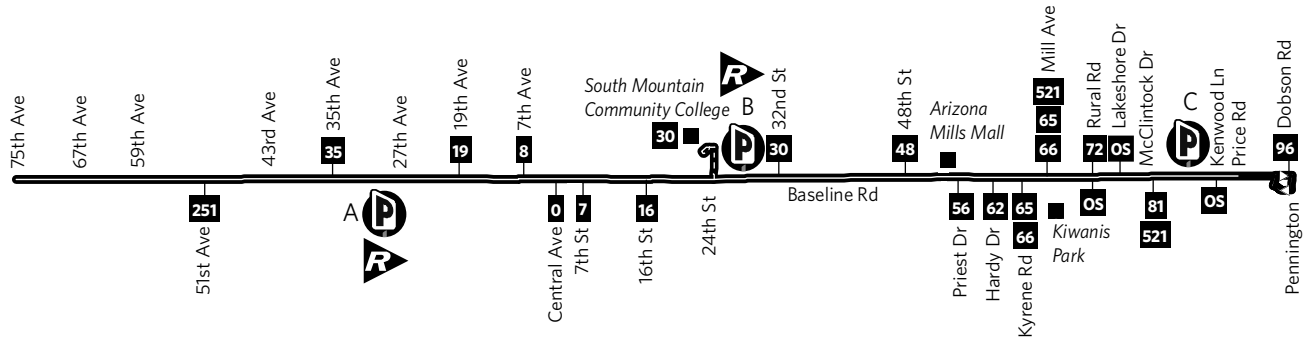 75th Ave
67th Ave
59th Ave
251
51st Ave
43rd Ave
35th Ave
35
A
P
R
27th Ave
19th Ave
19
7th Ave
8
0
Central Ave
7
7th St
16
16th St
South Mountain
Community College
30
24th St
R
B
P
32nd St
30
Baseline Rd
48th St
48
Arizona
Mills Mall
56
Priest Dr
62
Hardy Dr
65
66
Kyrene Rd
Mill Ave
521
65
66
Kiwanis
Park
Rural Rd
72
OS
Lakeshore Dr
OS
McClintock Dr
81
521
C
P
Kenwood Ln
OS
Price Rd
Dobson Rd
96
Pennington